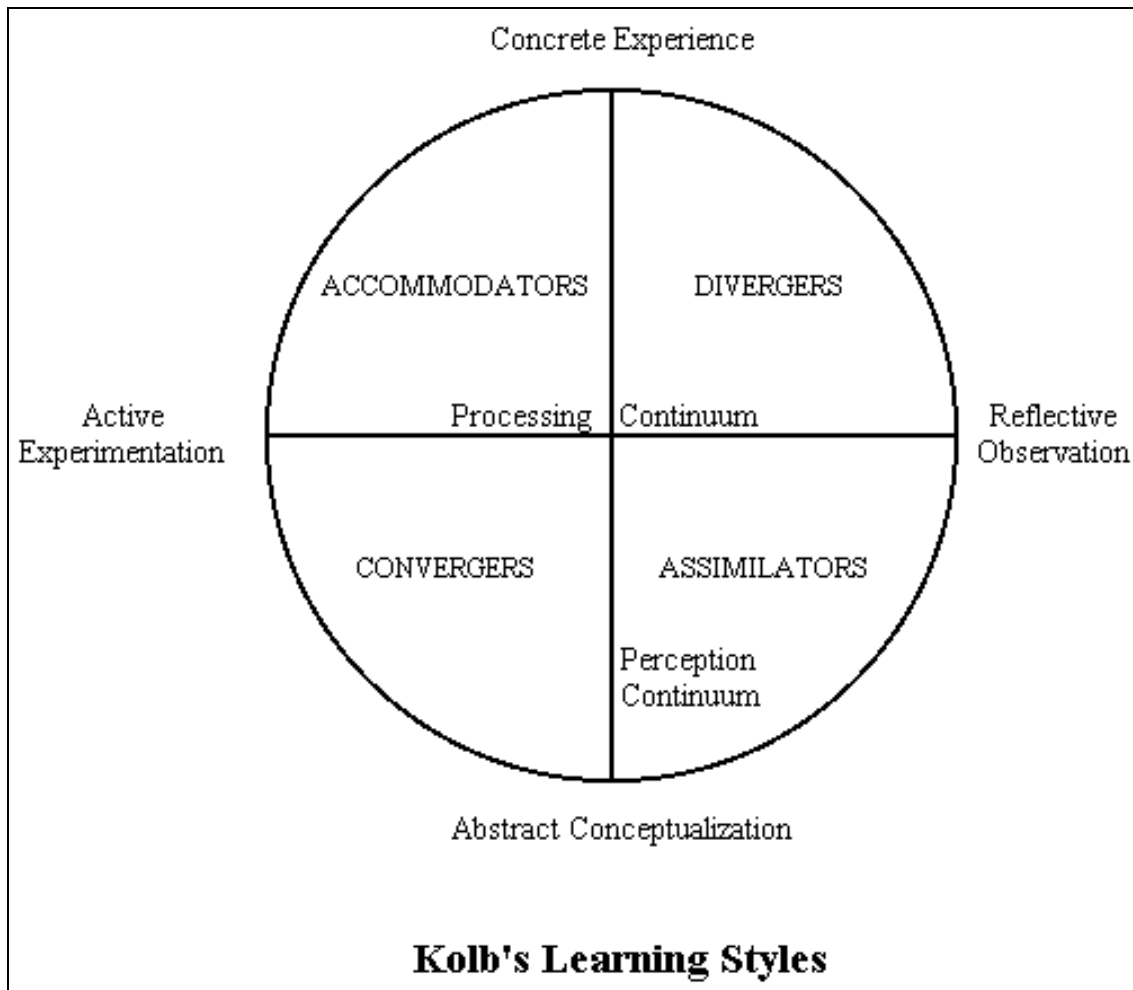 Concrete Experience
ACCOMMODATORS DIVERGERS
Active
Experimentation
Processing Continuum
Reflective
Observation
CONVERGERS ASSIMILATORS
Perception
Continuum
Abstract Conceptualization
Kolb's Learning Styles